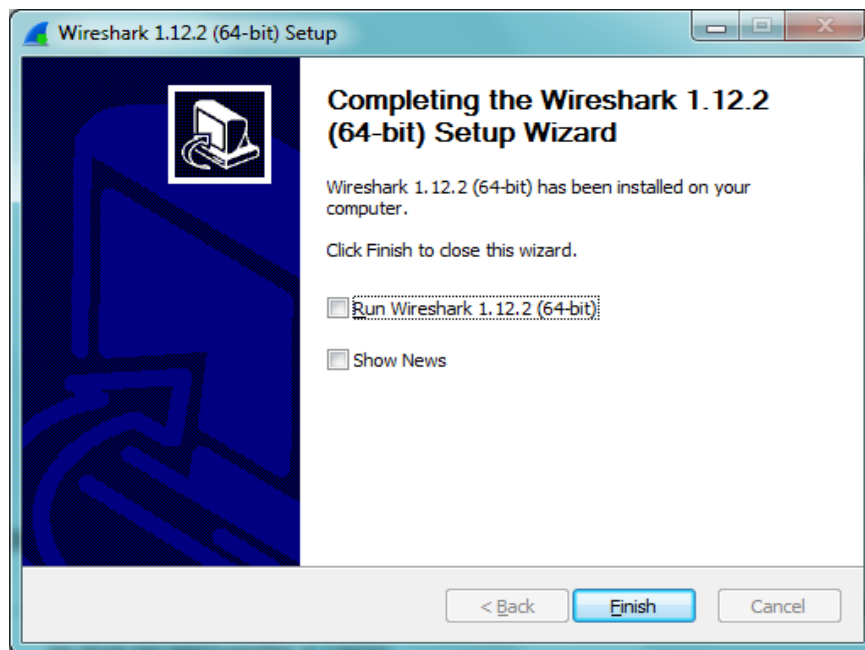 Wireshark 1.12.2 (64-bit) Setup
Completing the Wireshark 1.12.2
(64-bit) Setup Wizard
Wireshark 1.12.2 (64-bit) has been installed on your
computer.
Click Finish to close this wizard.
Run Wireshark 1.12.2 (64-bit)
Show News
< Back Finish Cancel